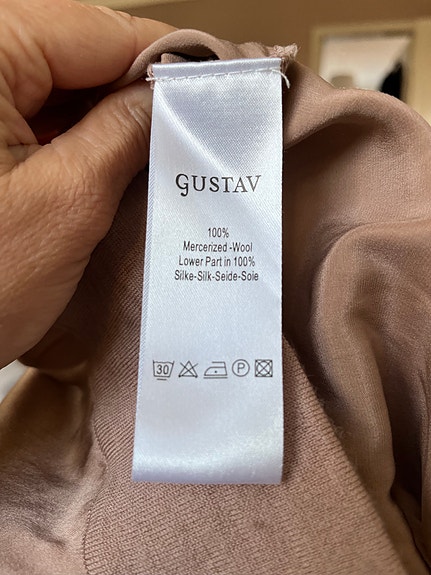 GUSTAV
100%
Mercerized -Wool
Lower Part in 100%
Silke-Silk-Seide-Soie
30 P